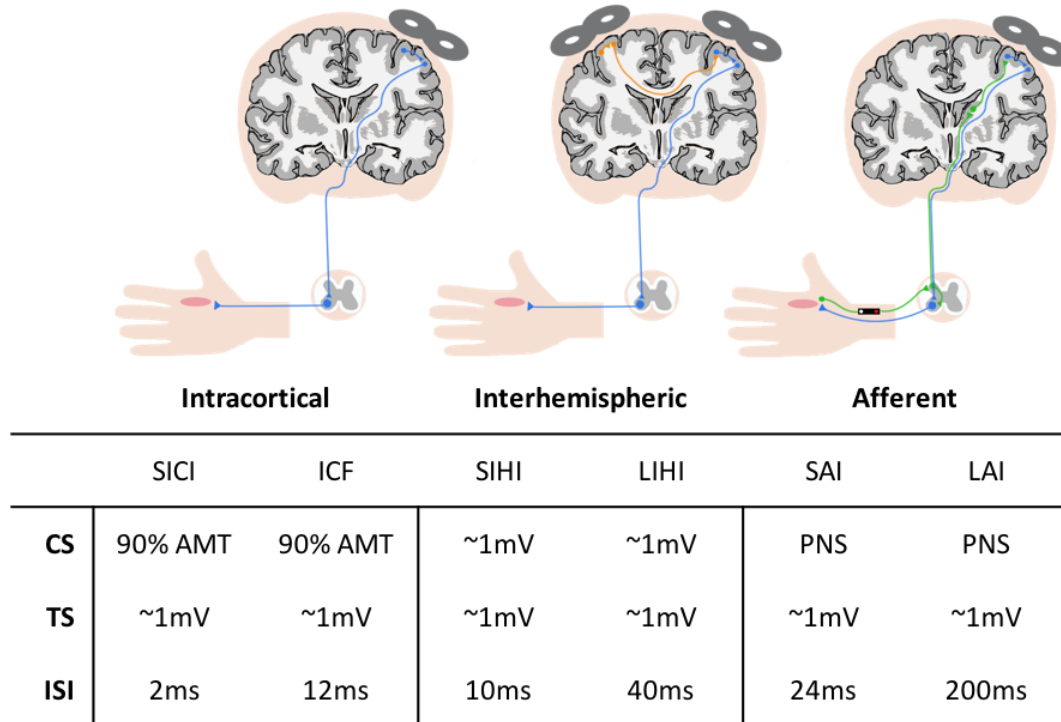 Intracortical Interhemispheric Afferent
SICI ICF SIHI LIHI SAI LAI
CS 90% AMT 90% AMT ~1mV ~1mV PNS PNS
TS ~1mV ~1mV ~1mV ~1mV ~1mV ~1mV
ISI 2ms 12ms 10ms 40ms 24ms 200ms